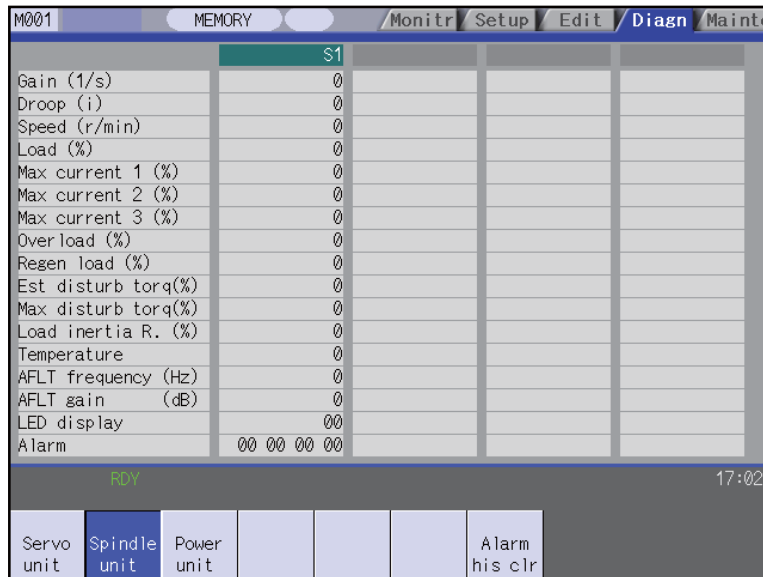 M001 MEMORY Monitr Setup Edit Diagn Mainte
S1
Gain (1/s) 0
Droop (i) 0
Speed (r/min) 0
Load (%) 0
Max current 1 (%) 0
Max current 2 (%) 0
Max current 3 (%) 0
Overload (%) 0
Regen load (%) 0
Est disturb torq(%) 0
Max disturb torq(%) 0
Load inertia R. (%) 0
Temperature 0
AFLT frequency (Hz) 0
AFLT gain (dB) 0
LED display 00
Alarm 00 00 00 00
RDY 17:02
Servo unit
Spindle unit
Power unit
Alarm his clr